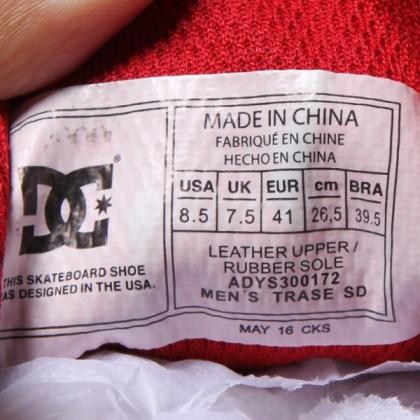 DC ®
THIS SKATEBOARD SHOE
WAS DESIGNED IN THE USA.
MADE IN CHINA
FABRIQUÉ EN CHINE
HECHO EN CHINA
USA UK EUR cm BRA
8.5 7.5 41 26,5 39.5
LEATHER UPPER /
RUBBER SOLE
ADYS300172
MEN'S TRASE SD
MAY 16 CKS